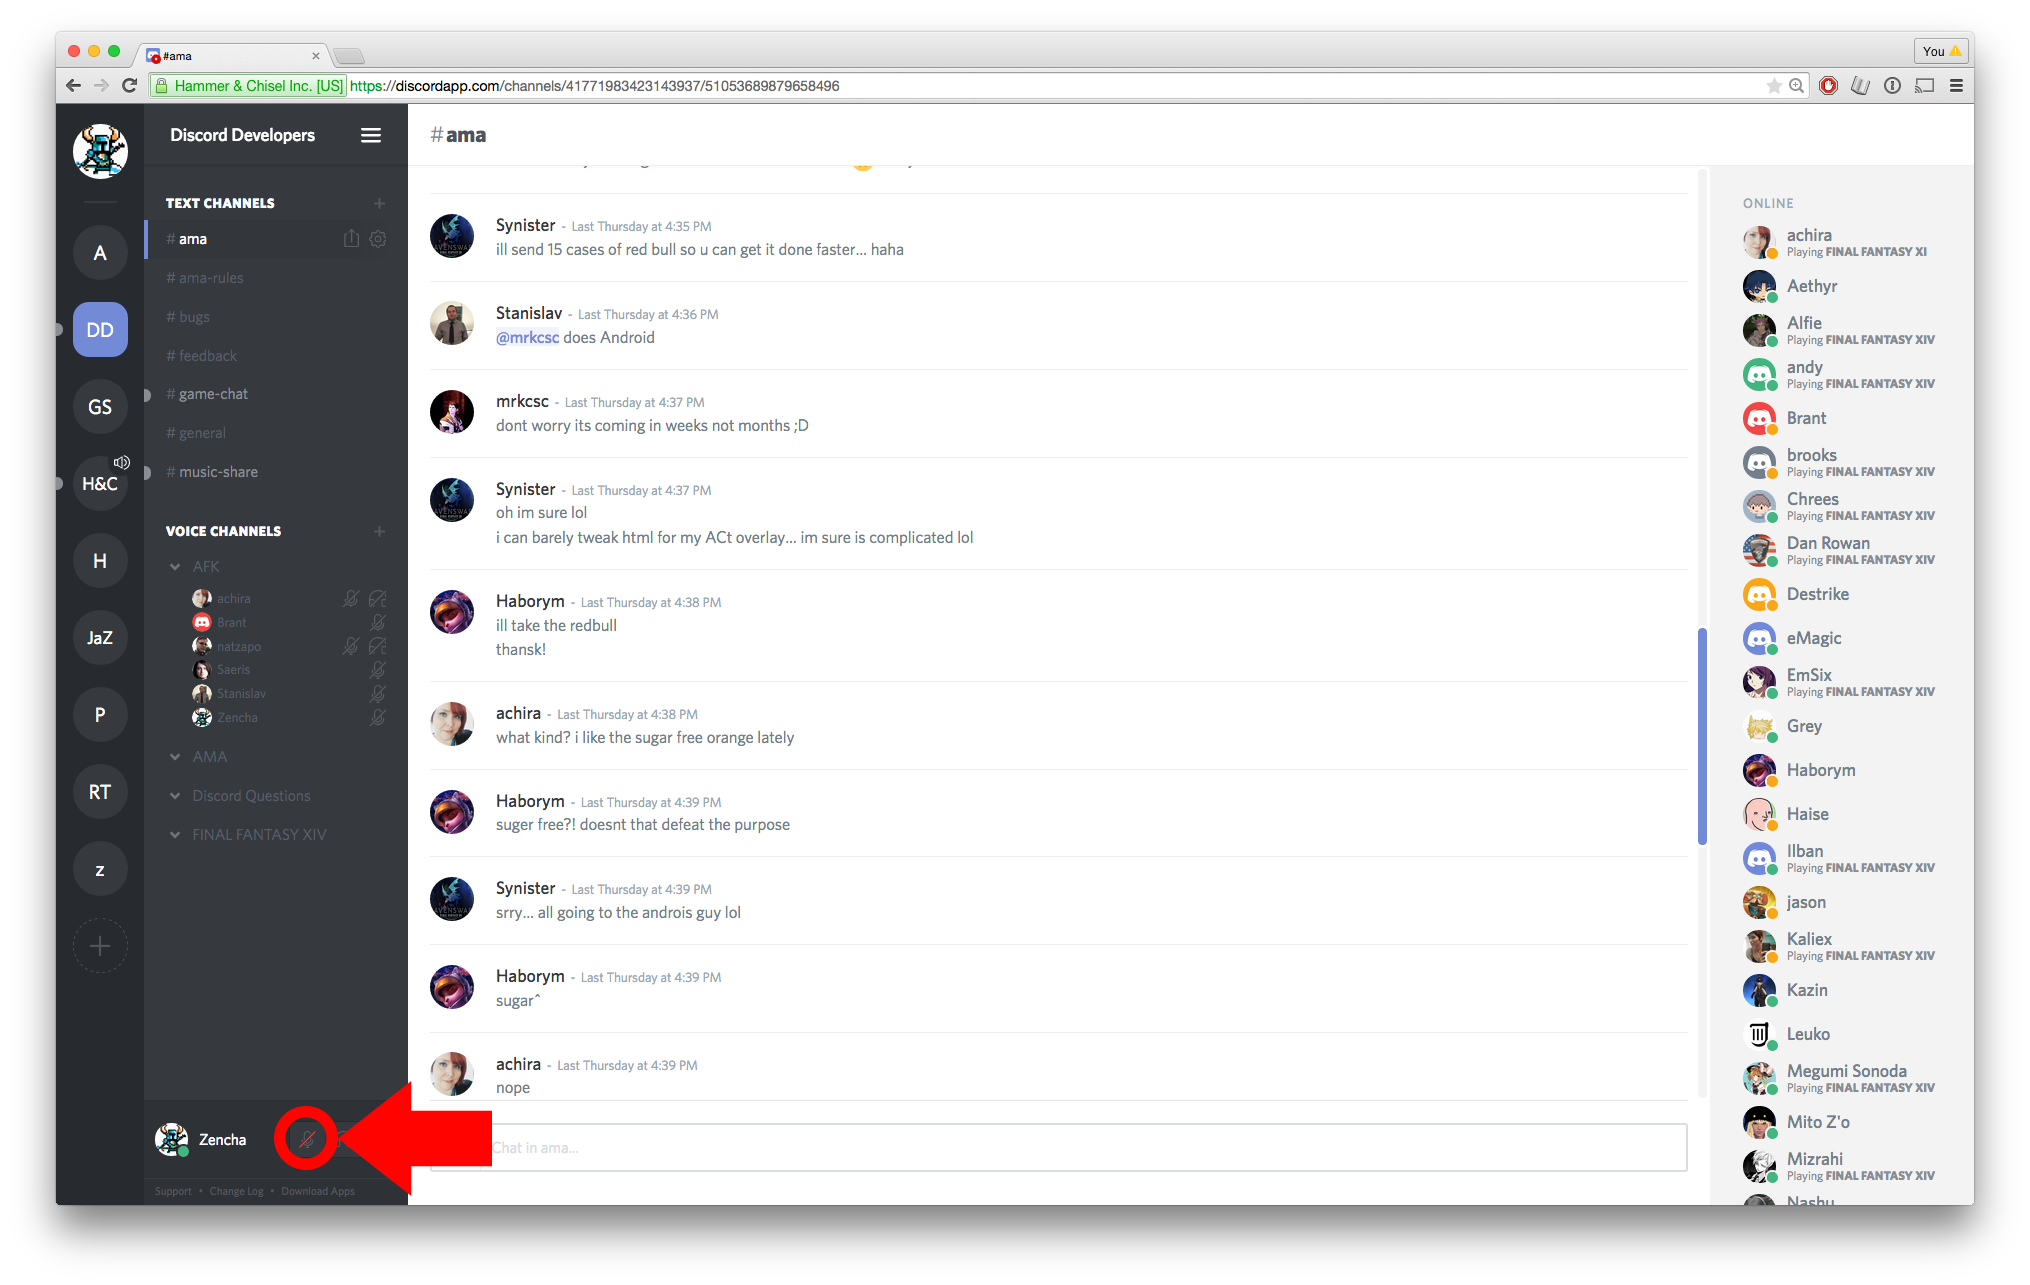 #ama
You
Hammer & Chisel Inc. [US] https://discordapp.com/channels/41771983423143937/51053689879658496
Discord Developers
TEXT CHANNELS
# ama
# ama-rules
# bugs
# feedback
# game-chat
# general
# music-share
VOICE CHANNELS
AFK
achira
Brant
natzapo
Saeris
Stanislav
Zencha
AMA
Discord Questions
FINAL FANTASY XIV
A
DD
GS
H&C
H
JaZ
P
RT
z
Zencha
Support • Change Log • Download Apps
#ama
Synister - Last Thursday at 4:35 PM
ill send 15 cases of red bull so u can get it done faster... haha
Stanislav - Last Thursday at 4:36 PM
@mrkcsc does Android
mrkcsc - Last Thursday at 4:37 PM
dont worry its coming in weeks not months ;D
Synister - Last Thursday at 4:37 PM
oh im sure lol
i can barely tweak html for my ACt overlay... im sure is complicated lol
Haborym - Last Thursday at 4:38 PM
ill take the redbull
thansk!
achira - Last Thursday at 4:38 PM
what kind? i like the sugar free orange lately
Haborym - Last Thursday at 4:39 PM
suger free?! doesnt that defeat the purpose
Synister - Last Thursday at 4:39 PM
srry... all going to the androis guy lol
Haborym - Last Thursday at 4:39 PM
sugar^
achira - Last Thursday at 4:39 PM
nope
Chat in ama...
ONLINE
achira
Playing FINAL FANTASY XI
Aethyr
Alfie
Playing FINAL FANTASY XIV
andy
Playing FINAL FANTASY XIV
Brant
brooks
Playing FINAL FANTASY XIV
Chrees
Playing FINAL FANTASY XIV
Dan Rowan
Playing FINAL FANTASY XIV
Destrike
eMagic
EmSix
Playing FINAL FANTASY XIV
Grey
Haborym
Haise
Ilban
Playing FINAL FANTASY XIV
jason
Kaliex
Playing FINAL FANTASY XIV
Kazin
Leuko
Megumi Sonoda
Playing FINAL FANTASY XIV
Mito Z'o
Mizrahi
Playing FINAL FANTASY XIV
Nashu